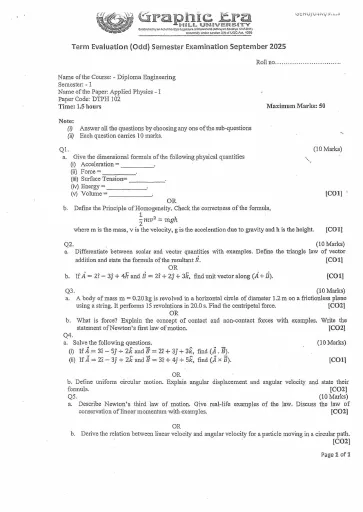 Graphic Era
HILL UNIVERSITY
Term Evaluation (Odd) Semester Examination September 2025
Roll no
Name of the Course: - Diploma Engineering
Semester: - I
Name of the Paper: Applied Physics - I
Paper Code: DTPH 102
Time: 1.5 hours Maximum Marks: 50
Note:
(i) Answer all the questions by choosing any one of the sub-questions
(ii) Each question carries 10 marks.
Q1. (10 Marks)
a. Give the dimensional formula of the following physical quantities
(i) Acceleration=
(ii) Force=
(iii) Surface Tension=
(iv) Energy=
(v) Volume= [CO1]
OR
b. Define the Principle of Homogeneity. Check the correctness of the formula,
1/2 mv² = mgh
where m is the mass, v is the velocity, g is the acceleration due to gravity and h is the height. [CO1]
Q2. (10 Marks)
a. Differentiate between scalar and vector quantities with examples. Define the triangle law of vector
addition and state the formula of the resultant R⃗. [CO1]
OR
b. If A⃗ = 2î − 3ĵ + 4k̂ and B⃗ = 2î + 2ĵ + 3k̂, find unit vector along (A⃗ + B⃗). [CO1]
Q3. (10 Marks)
a. A body of mass m = 0.20 kg is revolved in a horizontal circle of diameter 1.2 m on a frictionless plane
using a string. It performs 15 revolutions in 20.0 s. Find the centripetal force. [CO2]
OR
b. What is force? Explain the concept of contact and non-contact forces with examples. Write the
statement of Newton's first law of motion. [CO2]
Q4.
a. Solve the following questions. (10 Marks)
(i) If A⃗ = 2î − 5ĵ + 2k̂ and B⃗ = 2î + 3ĵ + 2k̂, find (A⃗ . B⃗).
(ii) If A⃗ = 2î − 3ĵ + 2k̂ and B⃗ = 3î + 4ĵ + 5k̂, find (A⃗ × B⃗). [CO1]
OR
b. Define uniform circular motion. Explain angular displacement and angular velocity and state their
formula. [CO2]
Q5. (10 Marks)
a. Describe Newton's third law of motion. Give real-life examples of the law. Discuss the law of
conservation of linear momentum with examples. [CO2]
OR
b. Derive the relation between linear velocity and angular velocity for a particle moving in a circular path.
[CO2]
Page 1 of 1